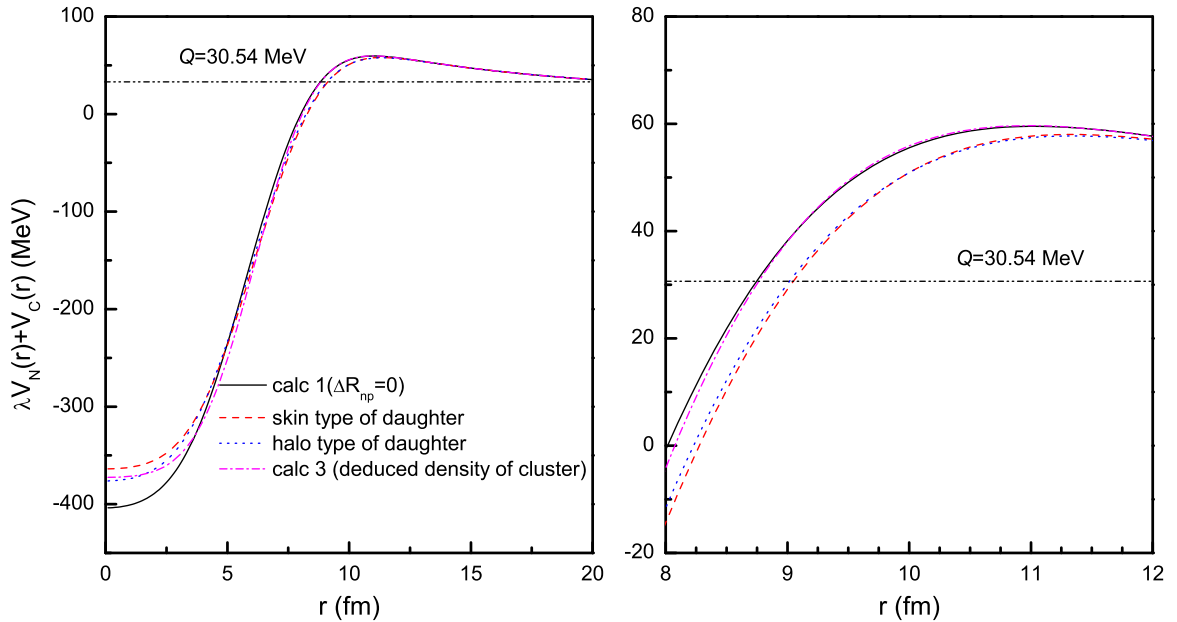 λV_N(r)+V_C(r) (MeV)
100
0
-100
-200
-300
-400
Q=30.54 MeV
calc 1(ΔR_np=0)
skin type of daughter
halo type of daughter
calc 3 (deduced density of cluster)
0 5 10 15 20
r (fm)
80
60
40
20
0
-20
Q=30.54 MeV
8 9 10 11 12
r (fm)